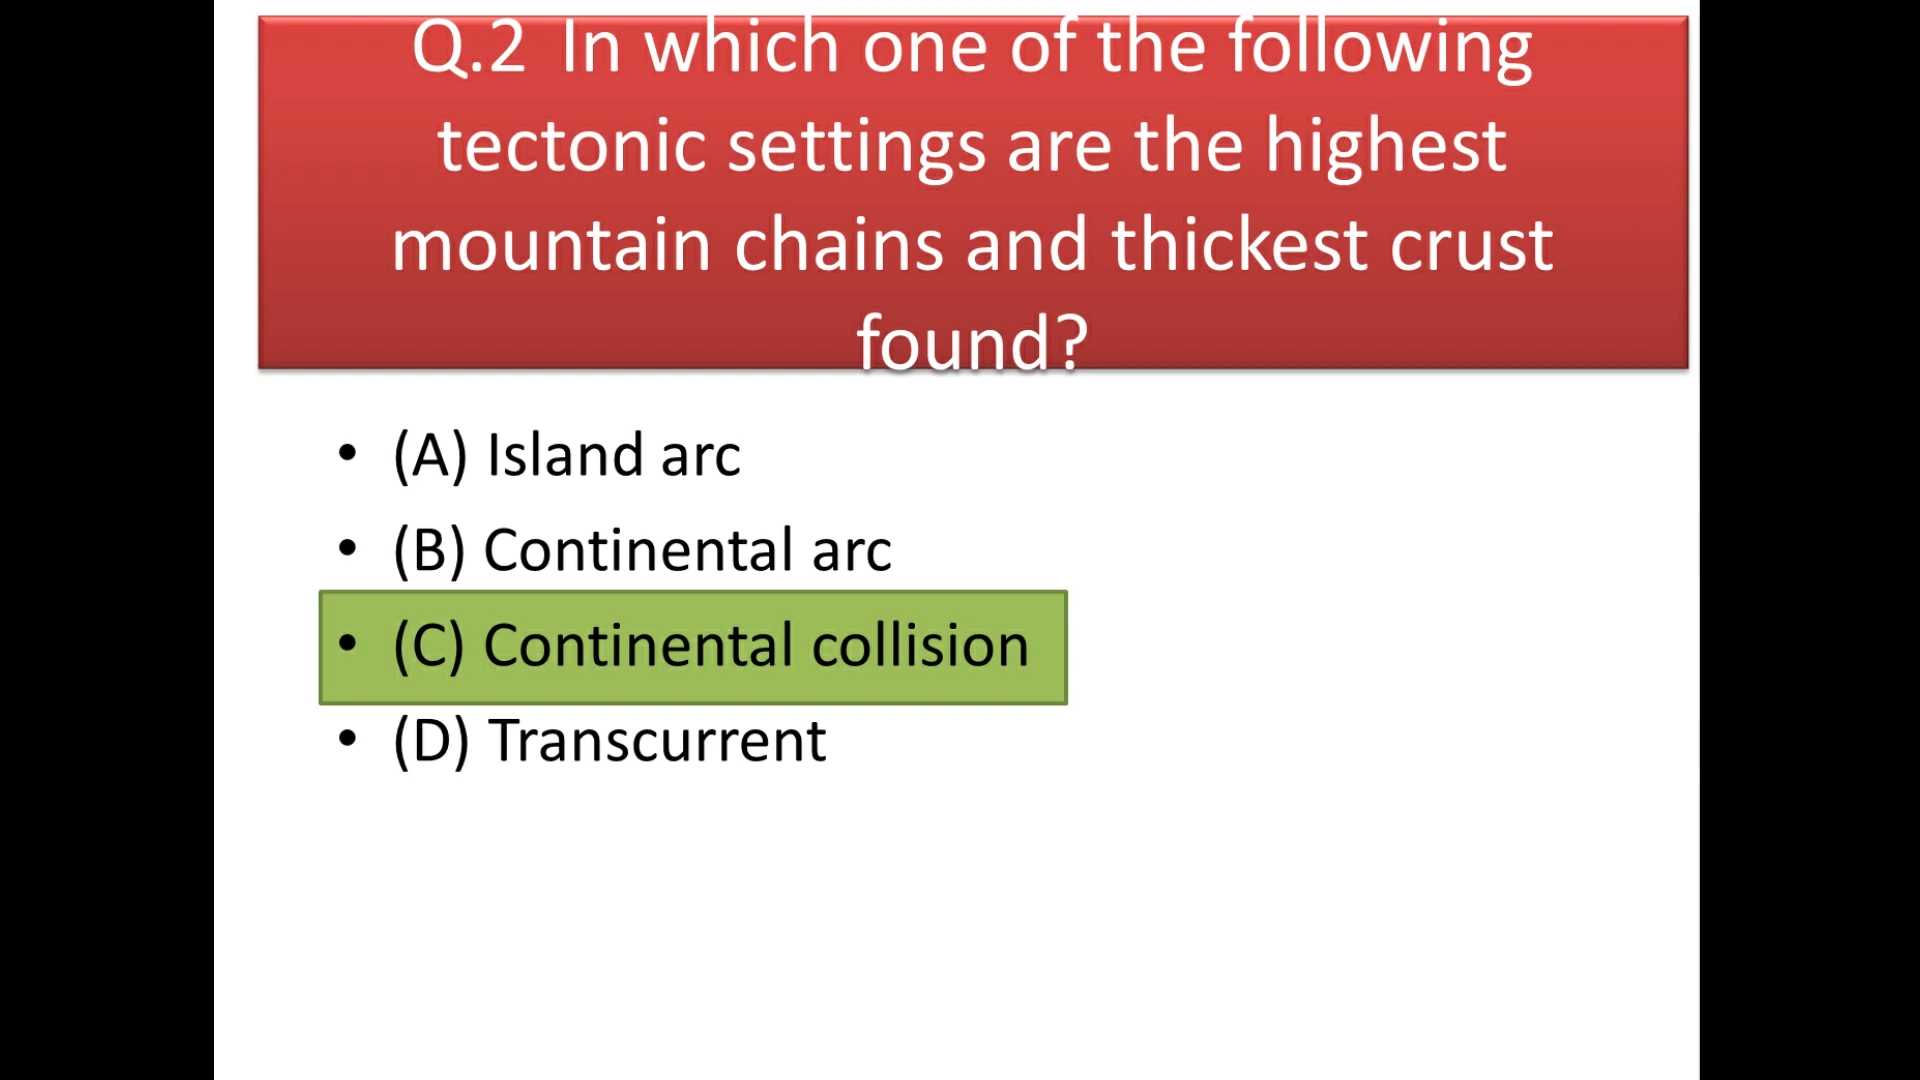 Q.2 In which one of the following
tectonic settings are the highest
mountain chains and thickest crust
found?
• (A) Island arc
• (B) Continental arc
• (C) Continental collision
• (D) Transcurrent